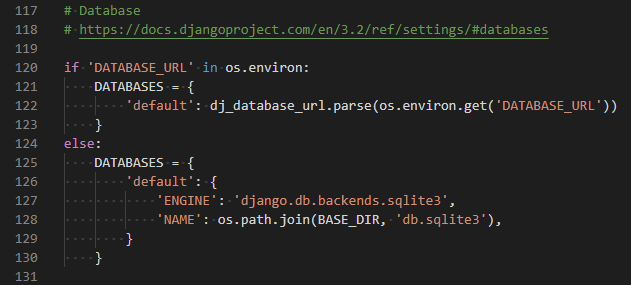 117 # Database
118 # https://docs.djangoproject.com/en/3.2/ref/settings/#databases
119
120 if 'DATABASE_URL' in os.environ:
121     DATABASES = {
122         'default': dj_database_url.parse(os.environ.get('DATABASE_URL'))
123     }
124 else:
125     DATABASES = {
126         'default': {
127             'ENGINE': 'django.db.backends.sqlite3',
128             'NAME': os.path.join(BASE_DIR, 'db.sqlite3'),
129         }
130     }
131